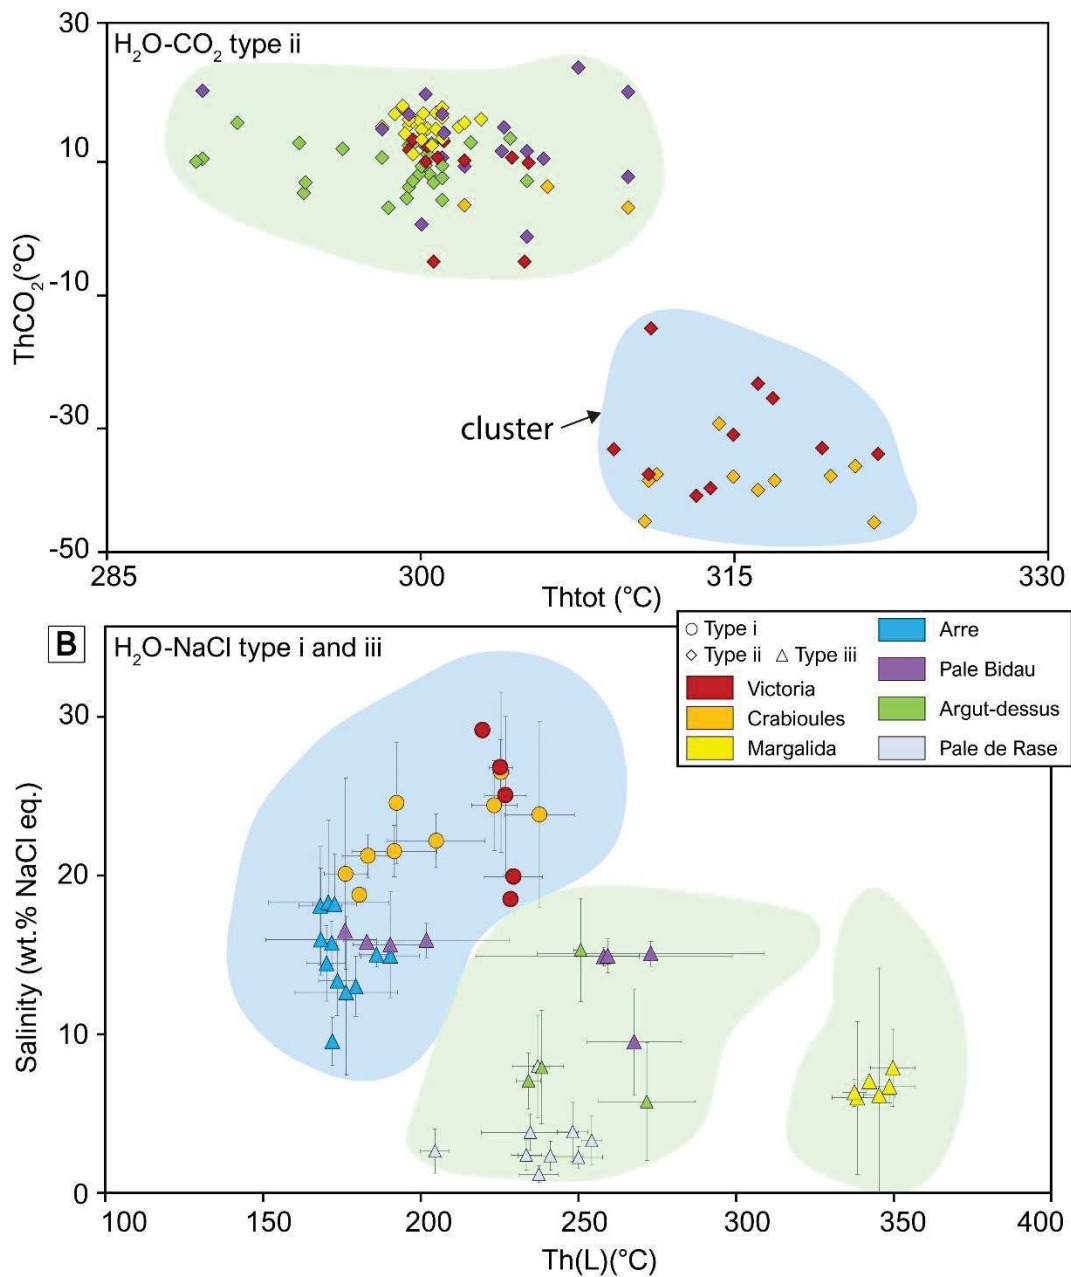 30
H₂O-CO₂ type ii
10
ThCO₂(°C)
-10
cluster
-30
-50
285
300
315
330
Thtot (°C)
B
H₂O-NaCl type i and iii
Type i
Type ii
Type iii
Victoria
Crabioules
Margalida
Arre
Pale Bidau
Argut-dessus
Pale de Rase
30
20
Salinity (wt.% NaCl eq.)
10
0
100
150
200
250
300
350
400
Th(L)(°C)